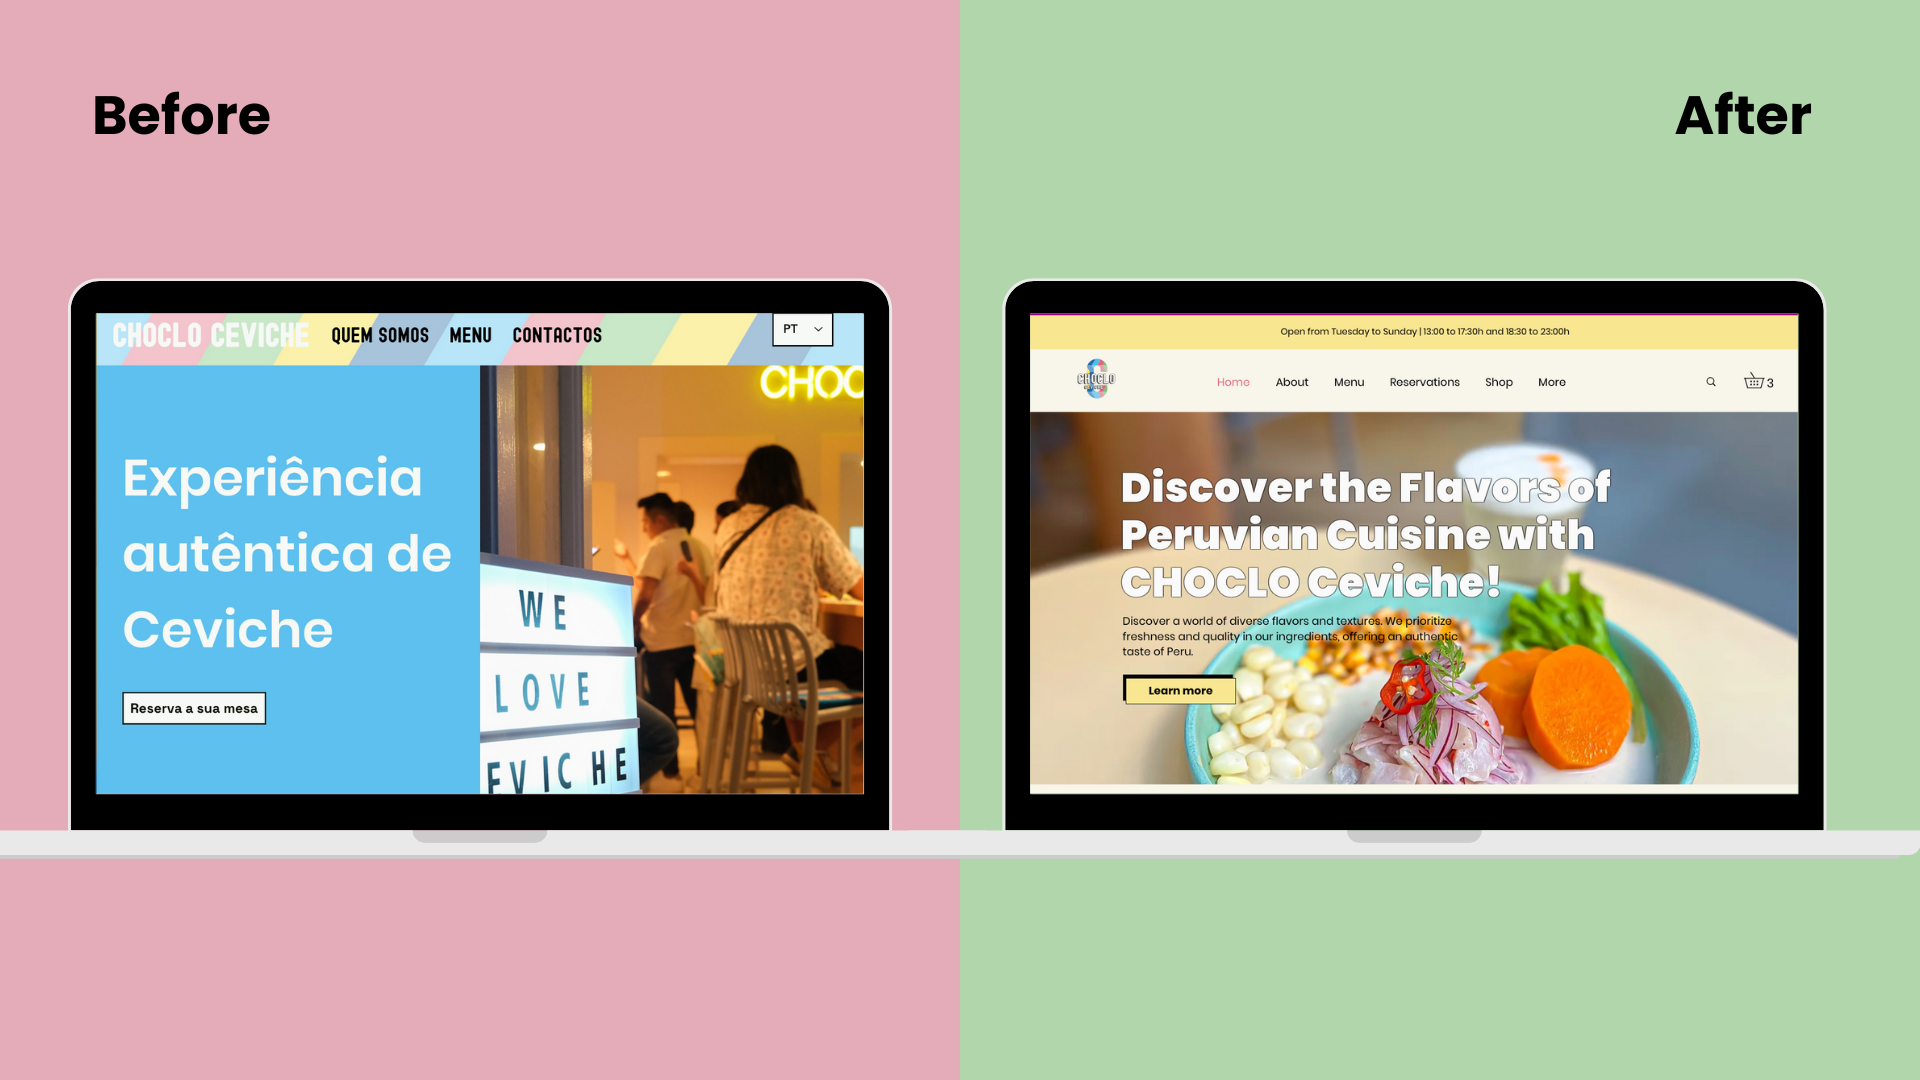 Before
After
CHOCLO CEVICHE
QUEM SOMOS
MENU
CONTACTOS
PT
CHOC
Experiência
autêntica de
Ceviche
Reserva a sua mesa
WE
LOVE
EVICHE
Open from Tuesday to Sunday | 13:00 to 17:30h and 18:30 to 23:00h
CHOCLO
Home
About
Menu
Reservations
Shop
More
3
Discover the Flavors of
Peruvian Cuisine with
CHOCLO Ceviche!
Discover a world of diverse flavors and textures. We prioritize
freshness and quality in our ingredients, offering an authentic
taste of Peru.
Learn more